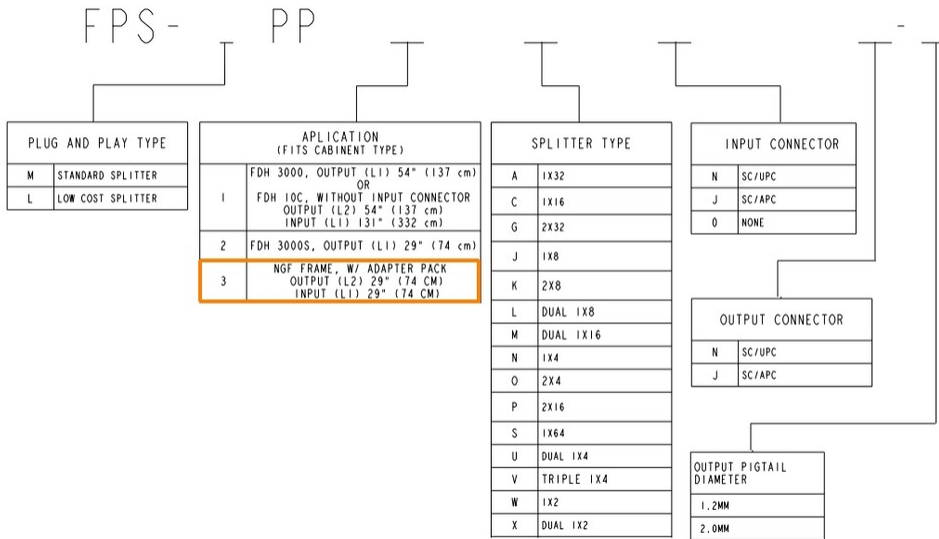 FPS-_ PP _ _ _ _-_
PLUG AND PLAY TYPE
M STANDARD SPLITTER
L LOW COST SPLITTER
APLICATION
(FITS CABINENT TYPE)
1 FDH 3000, OUTPUT (L1) 54" (137 cm)
OR
FDH 10C, WITHOUT INPUT CONNECTOR
OUTPUT (L2) 54" (137 cm)
INPUT (L1) 131" (332 cm)
2 FDH 3000S, OUTPUT (L1) 29" (74 cm)
3 NGF FRAME, W/ ADAPTER PACK
OUTPUT (L2) 29" (74 CM)
INPUT (L1) 29" (74 CM)
SPLITTER TYPE
A 1X32
C 1X16
G 2X32
J 1X8
K 2X8
L DUAL 1X8
M DUAL 1X16
N 1X4
O 2X4
P 2X16
S 1X64
U DUAL 1X4
V TRIPLE 1X4
W 1X2
X DUAL 1X2
INPUT CONNECTOR
N SC/UPC
J SC/APC
0 NONE
OUTPUT CONNECTOR
N SC/UPC
J SC/APC
OUTPUT PIGTAIL
DIAMETER
1.2MM
2.0MM